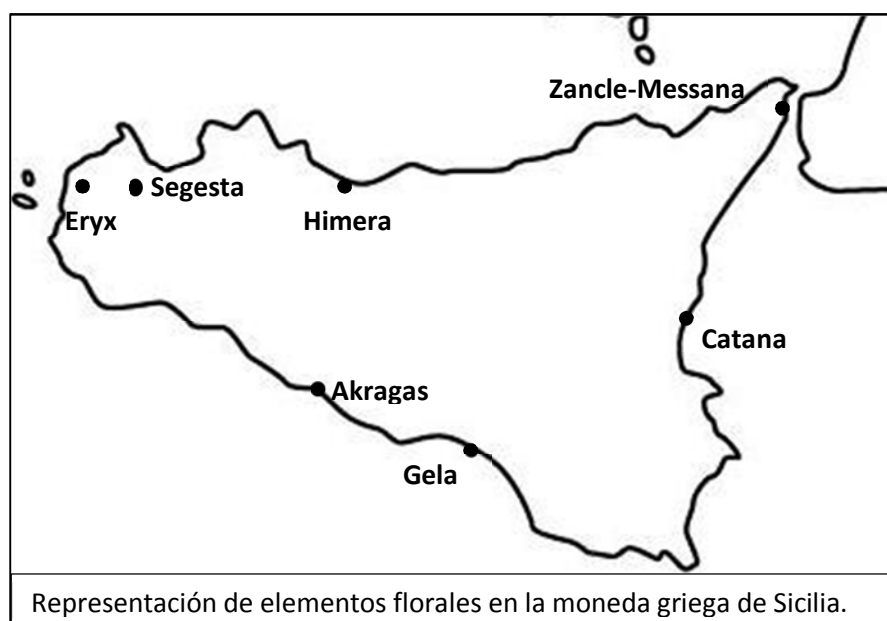 Zancle-Messana
Segesta
Eryx
Himera
Catana
Akragas
Gela
Representación de elementos florales en la moneda griega de Sicilia.